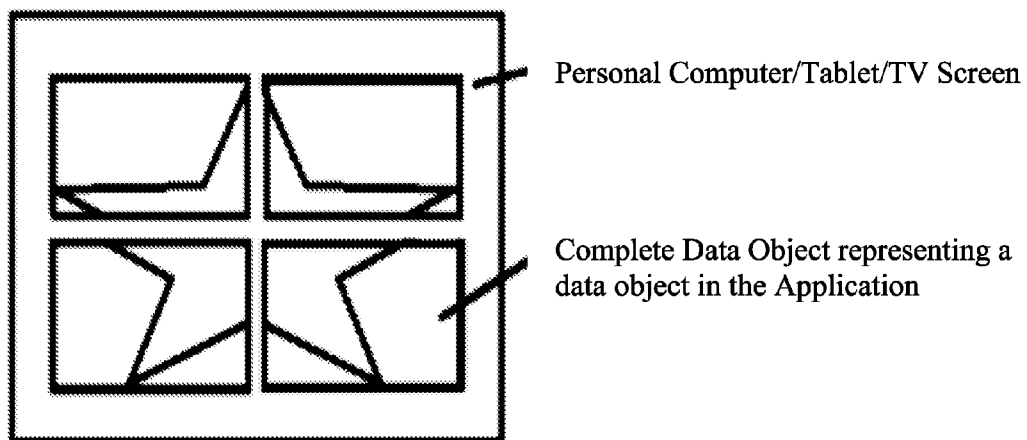 Personal Computer/Tablet/TV Screen
Complete Data Object representing a
data object in the Application